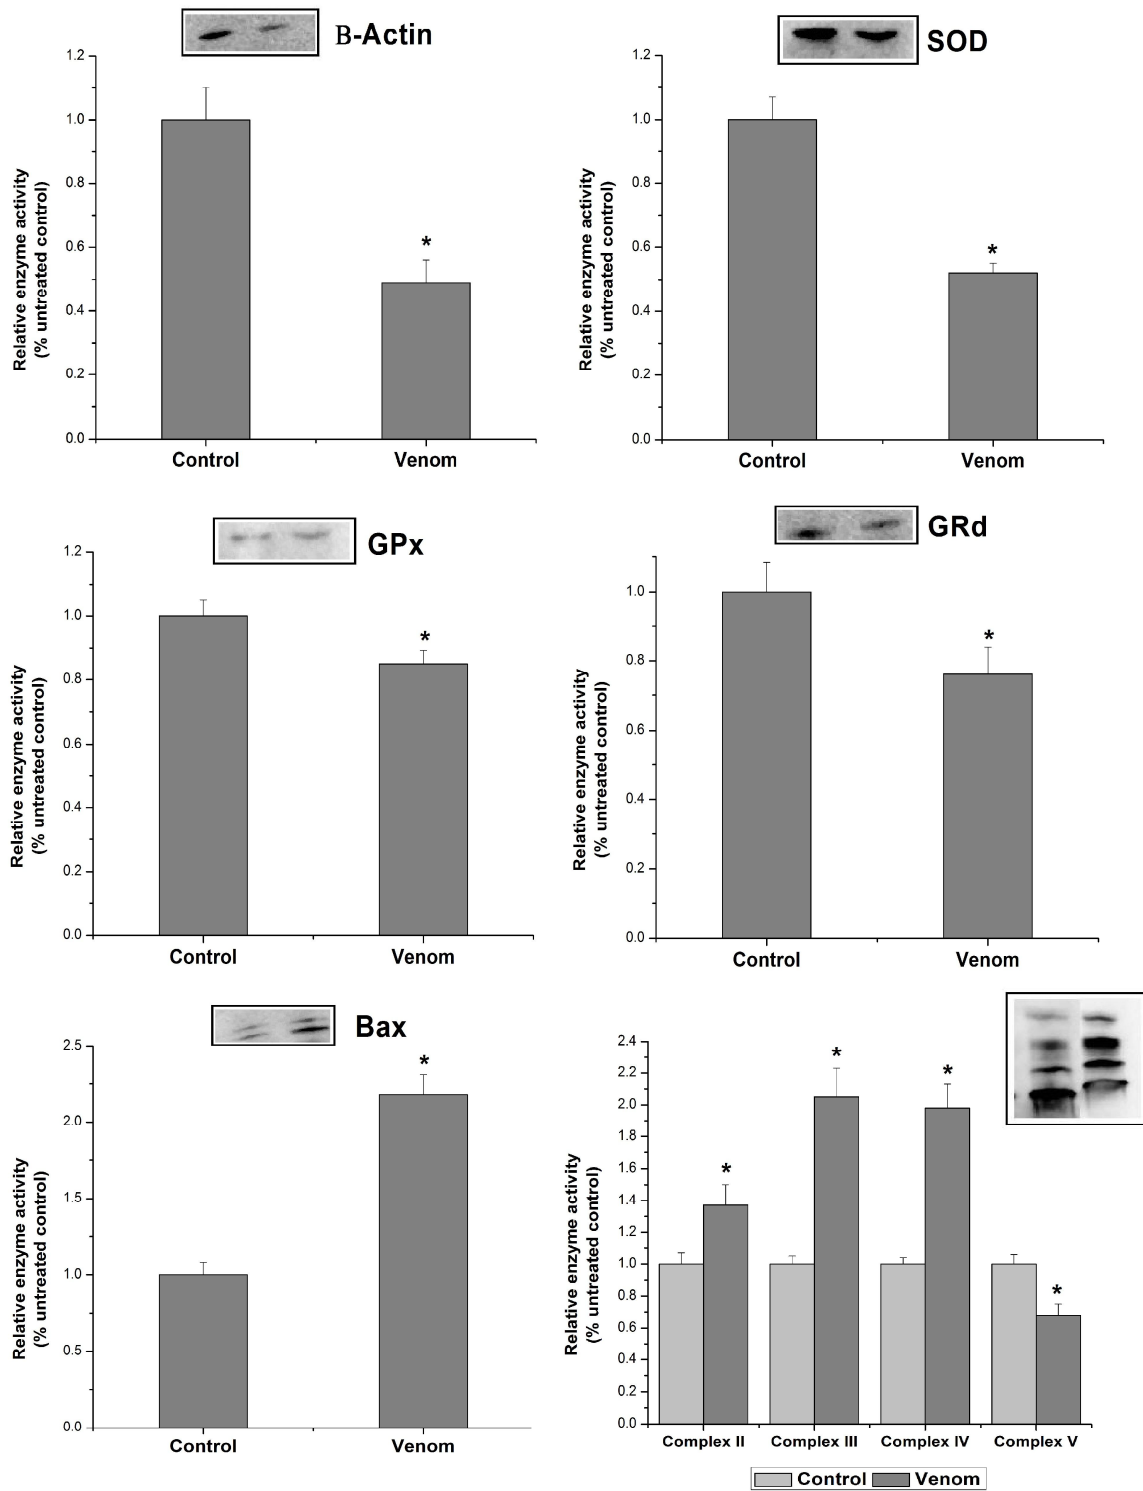 B-Actin
1.2
1.0
0.8
0.6
0.4
0.2
0.0
Relative enzyme activity
(% untreated control)
*
Control Venom
SOD
1.2
1.0
0.8
0.6
0.4
0.2
0.0
Relative enzyme activity
(% untreated control)
*
Control Venom
GPx
1.2
1.0
0.8
0.6
0.4
0.2
0.0
Relative enzyme activity
(% untreated control)
*
Control Venom
GRd
1.0
0.8
0.6
0.4
0.2
0.0
Relative enzyme activity
(% untreated control)
*
Control Venom
Bax
2.5
2.0
1.5
1.0
0.5
0.0
Relative enzyme activity
(% untreated control)
*
Control Venom
2.4
2.2
2.0
1.8
1.6
1.4
1.2
1.0
0.8
0.6
0.4
0.2
0.0
Relative enzyme activity
(% untreated control)
* * * *
Complex II Complex III Complex IV Complex V
Control Venom